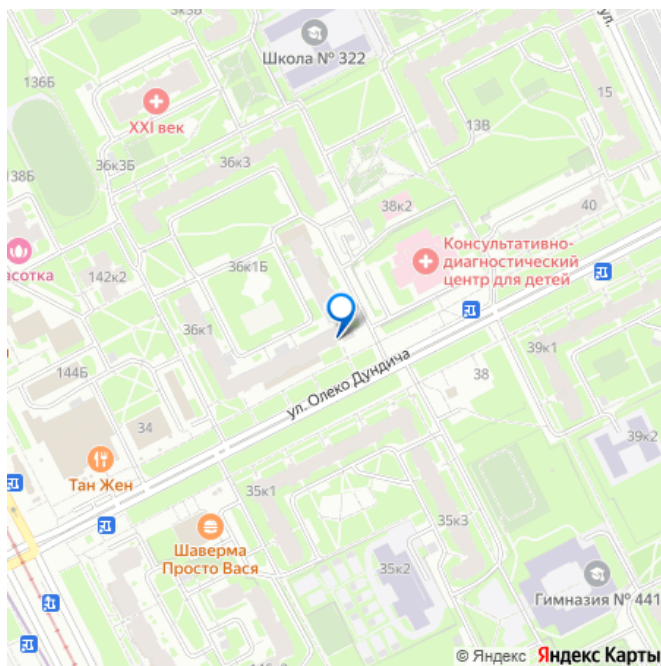 ул.
136Б
Школа № 322
15
XXI век
13В
36к3Б
36к3
138Б
38к2
40
Консультативно-
диагностический
центр для детей
асотка
142к2
36к1Б
36к1
39к1
ул. Олеко Дундича
144Б
38
34
39к2
Тан Жен
35к1
35к3
Шаверма
Просто Вася
35к2
Гимназия № 441
© Яндекс Яндекс Карты